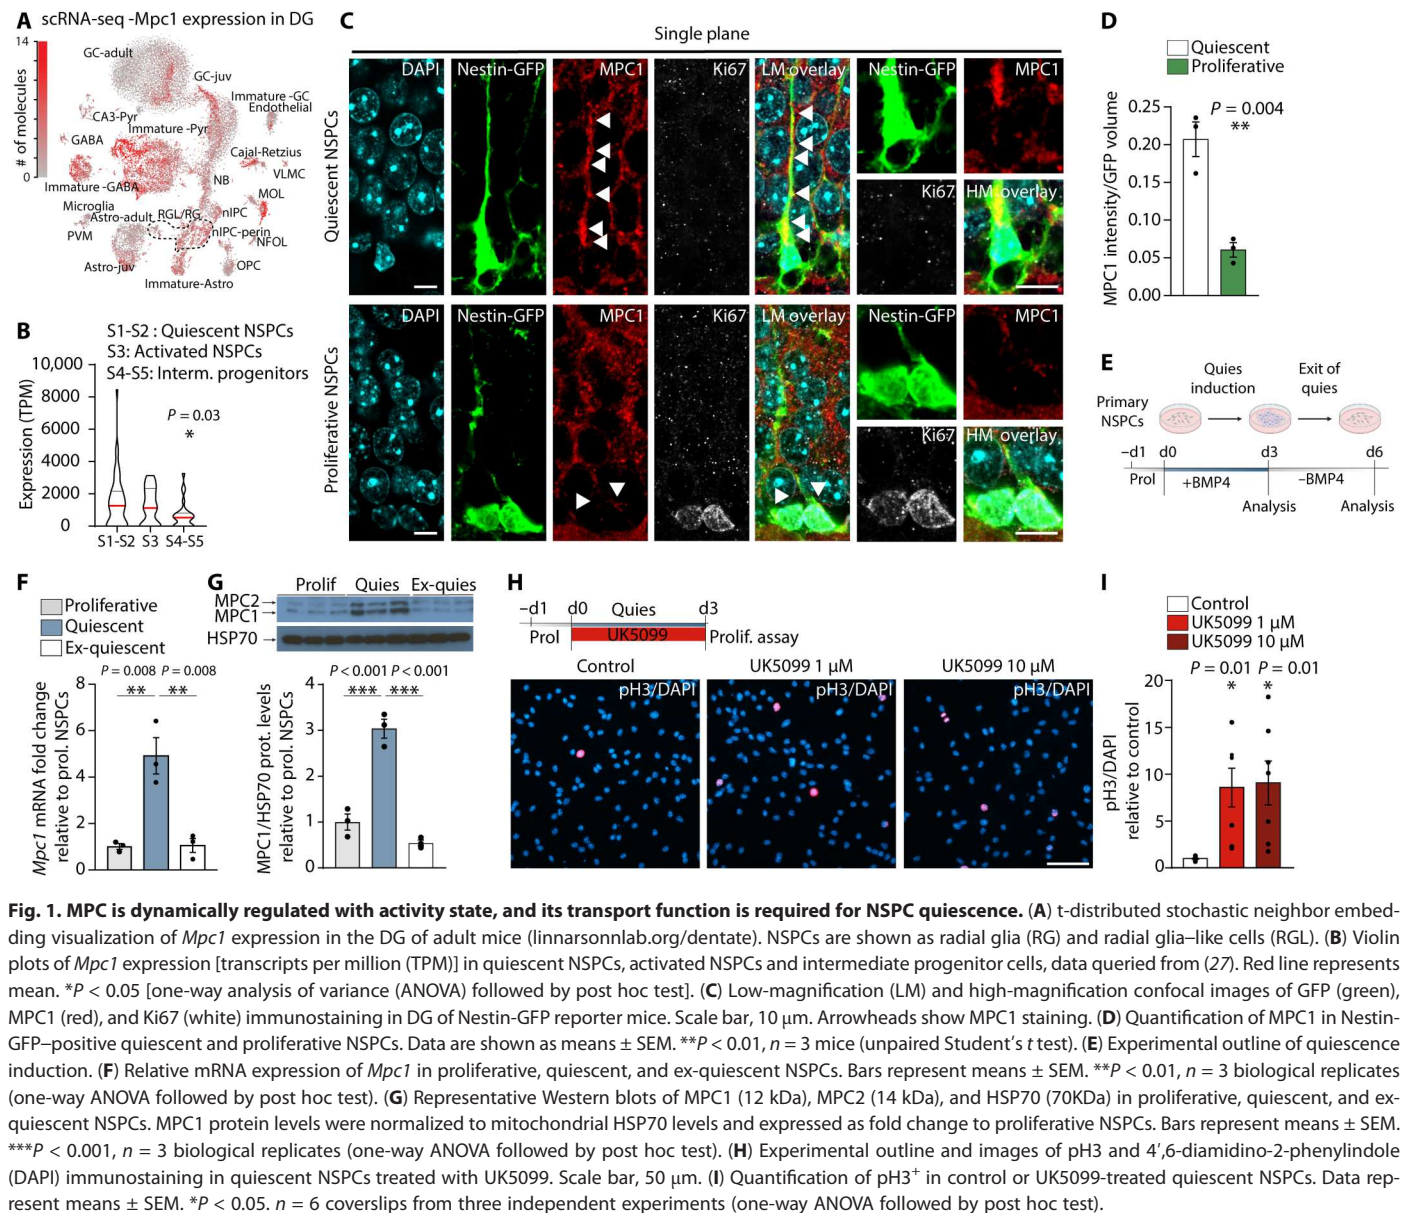 A scRNA-seq -Mpc1 expression in DG
14
# of molecules
0
GC-adult
GC-juv
Immature -GC
Endothelial
CA3-Pyr
Immature -Pyr
GABA
Cajal-Retzius
VLMC
NB
Immature -GABA
MOL
Microglia
RGL/RG
nIPC
Astro-adult
nIPC-perin
PVM
NFOL
Astro-juv
OPC
Immature-Astro
B
S1-S2 : Quiescent NSPCs
S3: Activated NSPCs
S4-S5: Interm. progenitors
Expression (TPM)
10,000
8000
6000
4000
2000
0
P = 0.03
*
S1-S2 S3 S4-S5
C
Single plane
Quiescent NSPCs
DAPI Nestin-GFP MPC1 Ki67 LM overlay Nestin-GFP MPC1
Ki67 HM overlay
Proliferative NSPCs
DAPI Nestin-GFP MPC1 Ki67 LM overlay Nestin-GFP MPC1
Ki67 HM overlay
D
Quiescent
Proliferative
MPC1 intensity/GFP volume
0.25
0.20
0.15
0.10
0.05
0.00
P = 0.004
**
E
Quies induction
Exit of quies
Primary NSPCs
–d1 d0 d3 d6
Prol +BMP4 –BMP4
Analysis Analysis
F
Proliferative
Quiescent
Ex-quiescent
P = 0.008 P = 0.008
** **
Mpc1 mRNA fold change
relative to prol. NSPCs
8
6
4
2
0
G
Prolif Quies Ex-quies
MPC2
MPC1
HSP70
P < 0.001 P < 0.001
*** ***
MPC1/HSP70 prot. levels
relative to prol. NSPCs
4
3
2
1
0
H
–d1 d0 Quies d3
Prol UK5099 Prolif. assay
Control UK5099 1 µM UK5099 10 µM
pH3/DAPI pH3/DAPI pH3/DAPI
I
Control
UK5099 1 µM
UK5099 10 µM
P = 0.01 P = 0.01
* *
pH3/DAPI
relative to control
20
15
10
5
0
Fig. 1. MPC is dynamically regulated with activity state, and its transport function is required for NSPC quiescence. (A) t-distributed stochastic neighbor embed-
ding visualization of Mpc1 expression in the DG of adult mice (linnarsonnlab.org/dentate). NSPCs are shown as radial glia (RG) and radial glia–like cells (RGL). (B) Violin
plots of Mpc1 expression [transcripts per million (TPM)] in quiescent NSPCs, activated NSPCs and intermediate progenitor cells, data queried from (27). Red line represents
mean. *P < 0.05 [one-way analysis of variance (ANOVA) followed by post hoc test]. (C) Low-magnification (LM) and high-magnification confocal images of GFP (green),
MPC1 (red), and Ki67 (white) immunostaining in DG of Nestin-GFP reporter mice. Scale bar, 10 µm. Arrowheads show MPC1 staining. (D) Quantification of MPC1 in Nestin-
GFP–positive quiescent and proliferative NSPCs. Data are shown as means ± SEM. **P < 0.01, n = 3 mice (unpaired Student's t test). (E) Experimental outline of quiescence
induction. (F) Relative mRNA expression of Mpc1 in proliferative, quiescent, and ex-quiescent NSPCs. Bars represent means ± SEM. **P < 0.01, n = 3 biological replicates
(one-way ANOVA followed by post hoc test). (G) Representative Western blots of MPC1 (12 kDa), MPC2 (14 kDa), and HSP70 (70KDa) in proliferative, quiescent, and ex-
quiescent NSPCs. MPC1 protein levels were normalized to mitochondrial HSP70 levels and expressed as fold change to proliferative NSPCs. Bars represent means ± SEM.
***P < 0.001, n = 3 biological replicates (one-way ANOVA followed by post hoc test). (H) Experimental outline and images of pH3 and 4′,6-diamidino-2-phenylindole
(DAPI) immunostaining in quiescent NSPCs treated with UK5099. Scale bar, 50 µm. (I) Quantification of pH3+ in control or UK5099-treated quiescent NSPCs. Data rep-
resent means ± SEM. *P < 0.05. n = 6 coverslips from three independent experiments (one-way ANOVA followed by post hoc test).